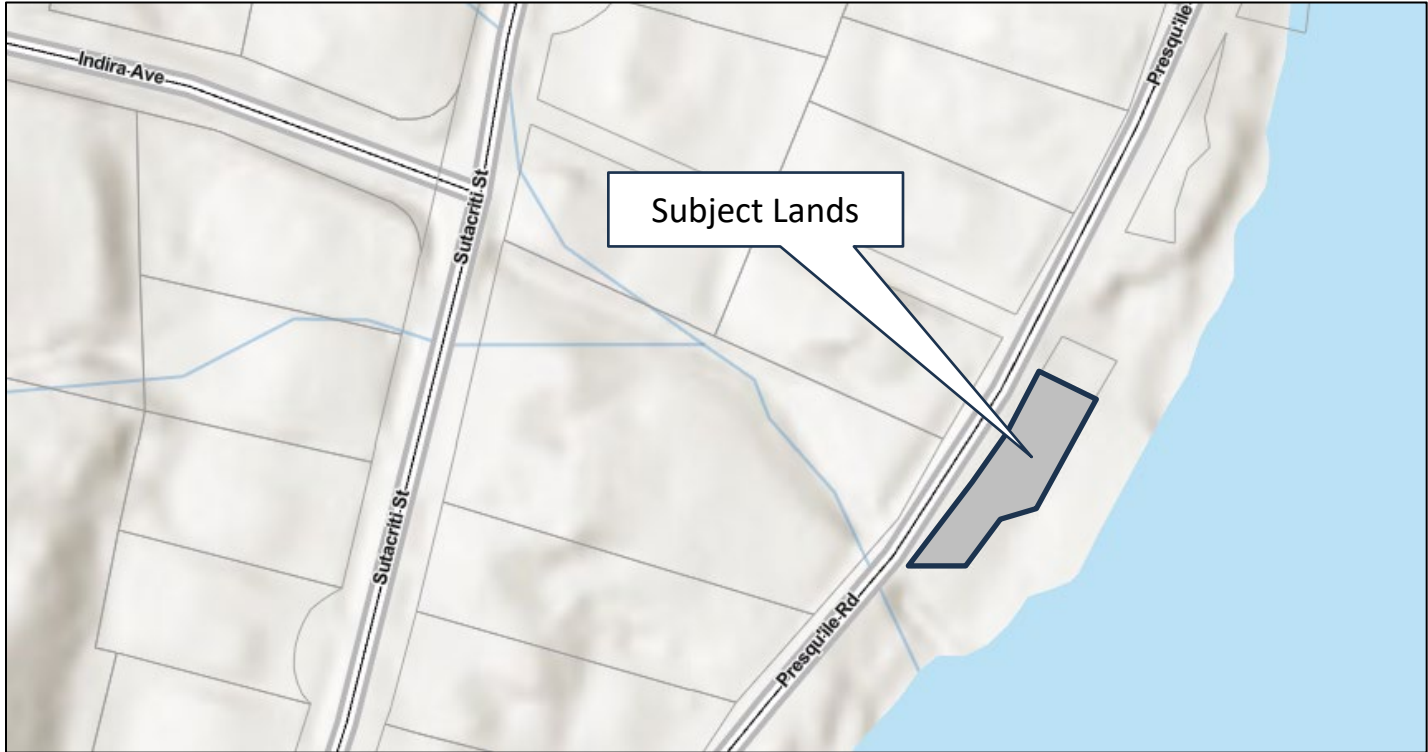 Indira Ave
Presqu'ile
Sutacriti St
Subject Lands
Sutacriti St
Presqu'ile Rd